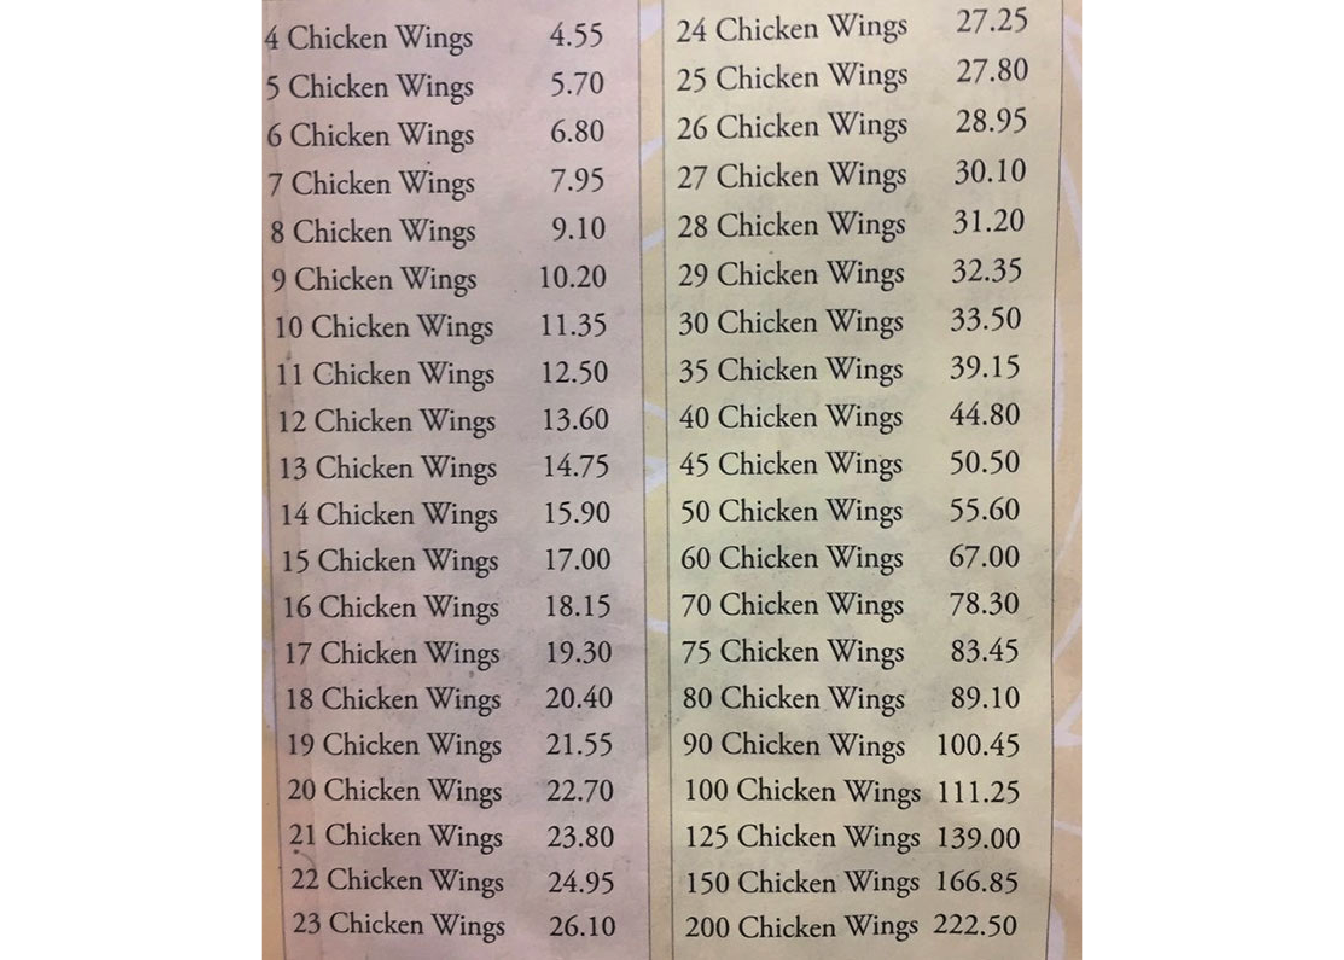 4 Chicken Wings 4.55
5 Chicken Wings 5.70
6 Chicken Wings 6.80
7 Chicken Wings 7.95
8 Chicken Wings 9.10
9 Chicken Wings 10.20
10 Chicken Wings 11.35
11 Chicken Wings 12.50
12 Chicken Wings 13.60
13 Chicken Wings 14.75
14 Chicken Wings 15.90
15 Chicken Wings 17.00
16 Chicken Wings 18.15
17 Chicken Wings 19.30
18 Chicken Wings 20.40
19 Chicken Wings 21.55
20 Chicken Wings 22.70
21 Chicken Wings 23.80
22 Chicken Wings 24.95
23 Chicken Wings 26.10
24 Chicken Wings 27.25
25 Chicken Wings 27.80
26 Chicken Wings 28.95
27 Chicken Wings 30.10
28 Chicken Wings 31.20
29 Chicken Wings 32.35
30 Chicken Wings 33.50
35 Chicken Wings 39.15
40 Chicken Wings 44.80
45 Chicken Wings 50.50
50 Chicken Wings 55.60
60 Chicken Wings 67.00
70 Chicken Wings 78.30
75 Chicken Wings 83.45
80 Chicken Wings 89.10
90 Chicken Wings 100.45
100 Chicken Wings 111.25
125 Chicken Wings 139.00
150 Chicken Wings 166.85
200 Chicken Wings 222.50